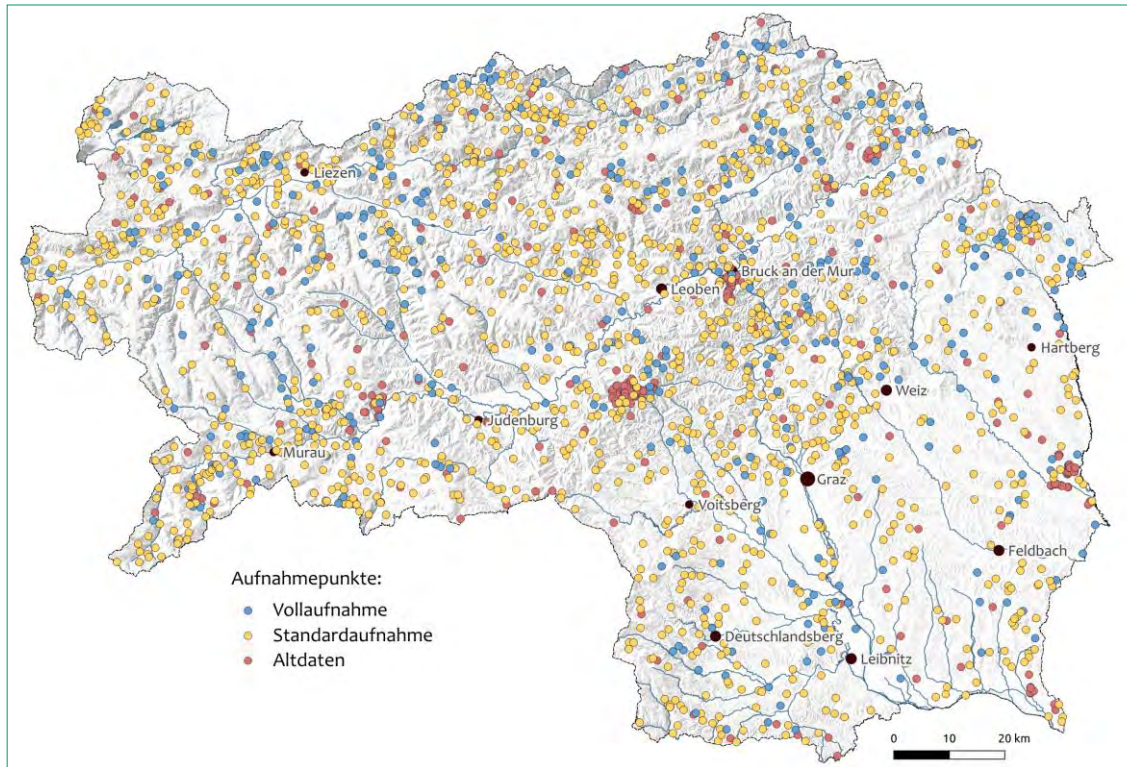 Liezen
Bruck an der Mur
Leoben
Hartberg
Weiz
Judenburg
Murau
Graz
Voitsberg
Feldbach
Aufnahmepunkte:
Vollaufnahme
Standardaufnahme
Altdaten
Deutschlandsberg
Leibnitz
0 10 20 km